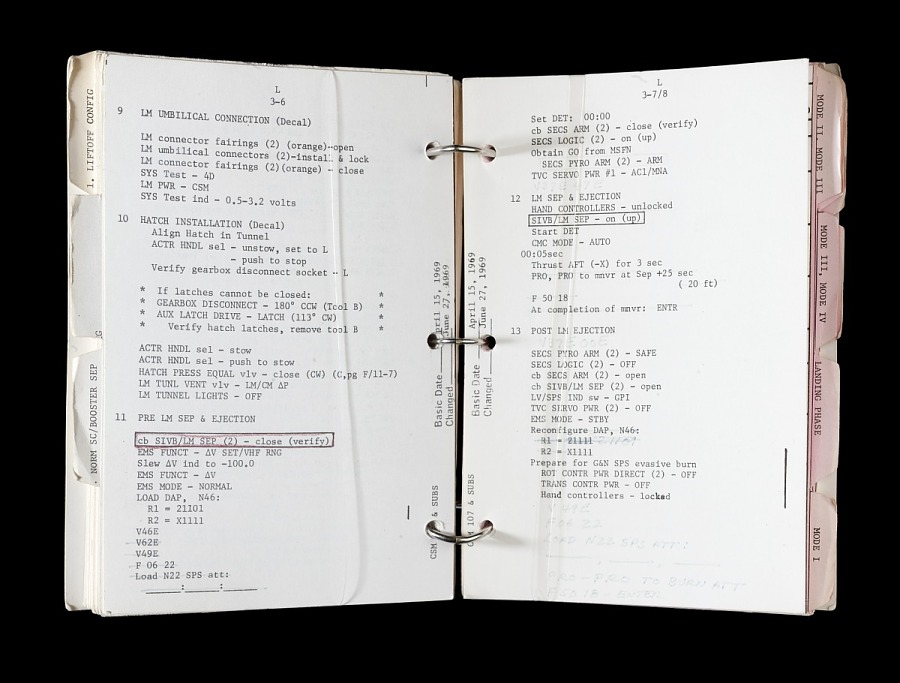 1. LIFTOFF CONFIG
NORM SC/BOOSTER SEP
L
3-6
9 LM UMBILICAL CONNECTION (Decal)
LM connector fairings (2) (orange)-open
LM umbilical connectors (2)-install & lock
LM connector fairings (2)(orange) - close
SYS Test - 4D
LM PWR - CSM
SYS Test ind - 0.5-3.2 volts
10 HATCH INSTALLATION (Decal)
Align Hatch in Tunnel
ACTR HNDL sel - unstow, set to L
- push to stop
Verify gearbox disconnect socket - L
* If latches cannot be closed: *
* GEARBOX DISCONNECT - 180° CCW (Tool B) *
* AUX LATCH DRIVE - LATCH (113° CW) *
* Verify hatch latches, remove tool B *
ACTR HNDL sel - stow
ACTR HNDL sel - push to stop
HATCH PRESS EQUAL vlv - close (CW) (C,pg F/11-7)
LM TUNL VENT vlv - LM/CM ΔP
LM TUNNEL LIGHTS - OFF
11 PRE LM SEP & EJECTION
cb SIVB/LM SEP (2) - close (verify)
EMS FUNCT - ΔV SET/VHF RNG
Slew ΔV ind to -100.0
EMS FUNCT - ΔV
EMS MODE - NORMAL
LOAD DAP, N46:
R1 = 21101
R2 = X1111
V46E
V62E
V49E
F 06 22
Load N22 SPS att:
_____:_____:_____
Basic Date April 15, 1969
Changed June 27, 1969
CSM & SUBS
L
3-7/8
Set DET: 00:00
cb SECS ARM (2) - close (verify)
SECS LOGIC (2) - on (up)
Obtain GO from MSFN
SECS PYRO ARM (2) - ARM
TVC SERVO PWR #1 - AC1/MNA
12 LM SEP & EJECTION
HAND CONTROLLERS - unlocked
SIVB/LM SEP - on (up)
Start DET
CMC MODE - AUTO
00:05sec
Thrust AFT (-X) for 3 sec
PRO, PRO to mnvr at Sep +25 sec
( 20 ft)
F 50 18
At completion of mnvr: ENTR
13 POST LM EJECTION
SECS PYRO ARM (2) - SAFE
SECS LOGIC (2) - OFF
cb SECS ARM (2) - open
cb SIVB/LM SEP (2) - open
LV/SPS IND sw - GPI
TVC SERVO PWR (2) - OFF
EMS MODE - STBY
Reconfigure DAP, N46:
R1 = 21111
R2 = X1111
Prepare for G&N SPS evasive burn
ROT CONTR PWR DIRECT (2) - OFF
TRANS CONTR PWR - OFF
Hand controllers - locked
V49E
F06 22
LOAD N22 SPS ATT:
PRO-PRO TO BURN ATT
F 50 18 - ENTER
Basic Date April 15, 1969
Changed June 27, 1969
107 & SUBS
MODE II, MODE III
MODE III, MODE IV
LANDING PHASE
MODE I